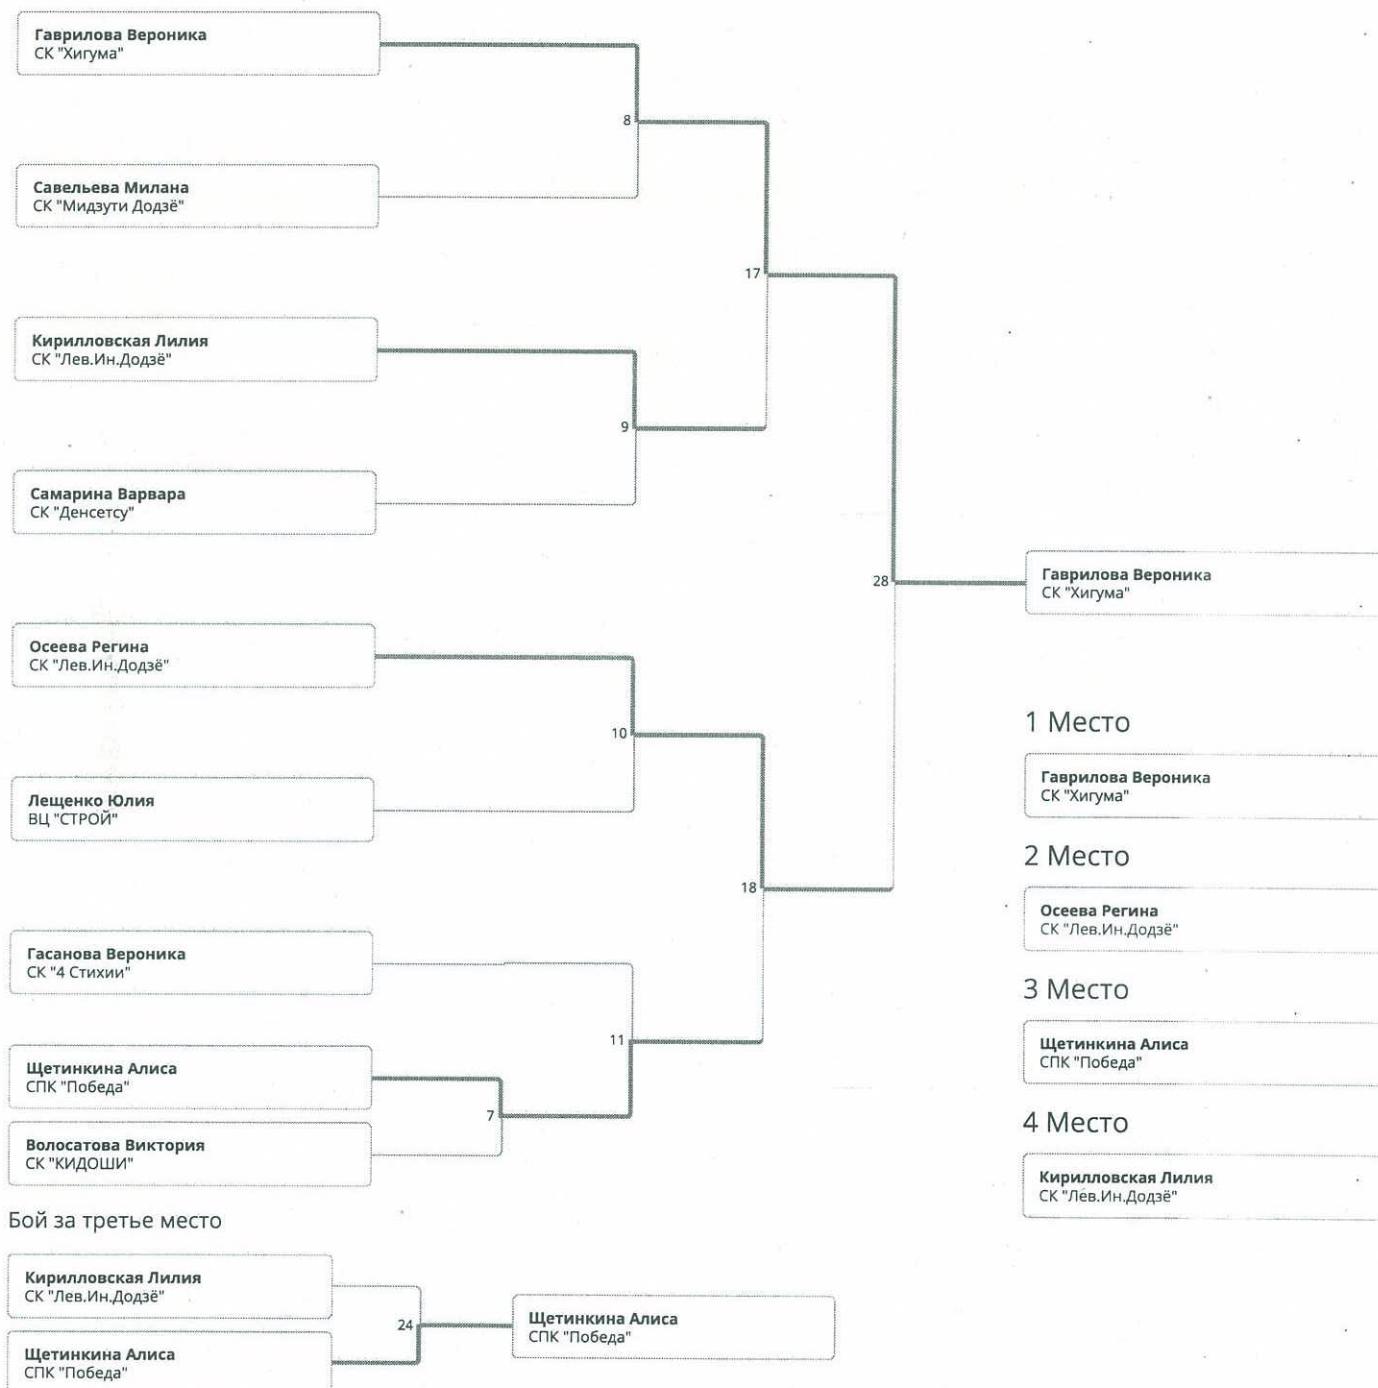 Гаврилова Вероника
СК "Хигума"
8
Савельева Милана
СК "Мидзути Додзё"
17
Кирилловская Лилия
СК "Лев.Ин.Додзё"
9
Самарина Варвара
СК "Денсетсу"
28
Гаврилова Вероника
СК "Хигума"
Осеева Регина
СК "Лев.Ин.Додзё"
10
Лещенко Юлия
ВЦ "СТРОЙ"
18
Гасанова Вероника
СК "4 Стихии"
11
Щетинкина Алиса
СПК "Победа"
7
Волосатова Виктория
СК "КИДОШИ"
1 Место
Гаврилова Вероника
СК "Хигума"
2 Место
Осеева Регина
СК "Лев.Ин.Додзё"
3 Место
Щетинкина Алиса
СПК "Победа"
4 Место
Кирилловская Лилия
СК "Лев.Ин.Додзё"
Бой за третье место
Кирилловская Лилия
СК "Лев.Ин.Додзё"
24
Щетинкина Алиса
СПК "Победа"
Щетинкина Алиса
СПК "Победа"